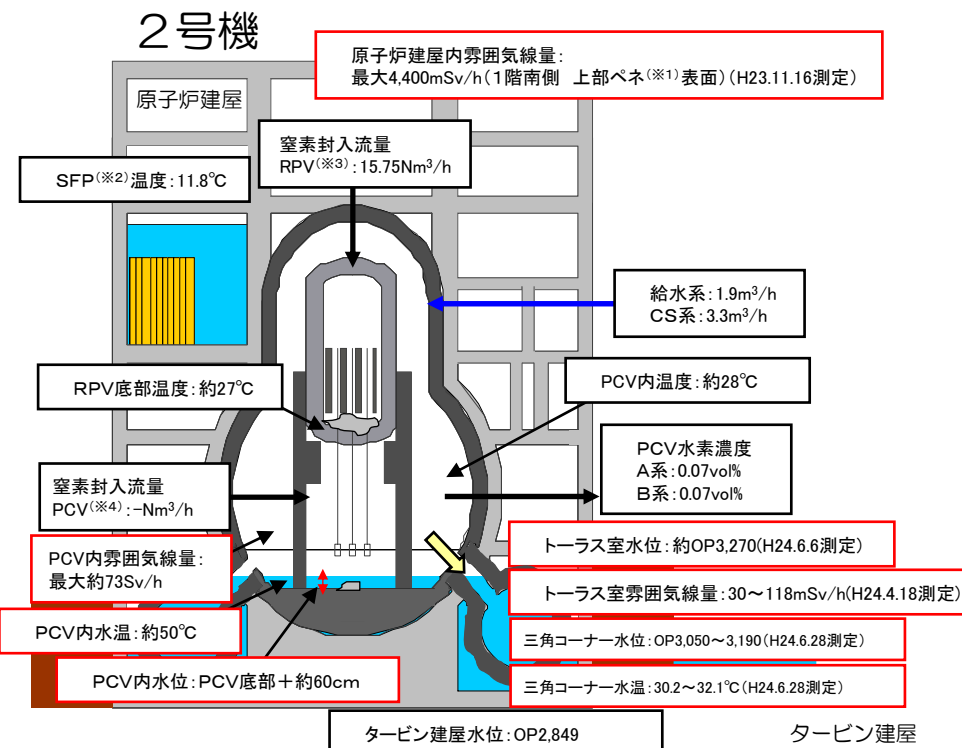 ２号機
原子炉建屋内雰囲気線量：
最大4,400mSv/h（１階南側　上部ペネ(※1)表面）（H23.11.16測定）
原子炉建屋
窒素封入流量
RPV(※3)：15.75Nm3/h
SFP(※2)温度：11.8℃
給水系：1.9m3/h
CS系：3.3m3/h
RPV底部温度：約27℃
PCV内温度：約28℃
PCV水素濃度
A系：0.07vol%
B系：0.07vol%
窒素封入流量
PCV(※4)：-Nm3/h
PCV内雰囲気線量：
最大約73Sv/h
トーラス室水位：約OP3,270（H24.6.6測定）
トーラス室雰囲気線量：30～118mSv/h（H24.4.18測定）
PCV内水温：約50℃
三角コーナー水位：OP3,050～3,190（H24.6.28測定）
PCV内水位：PCV底部＋約60cm
三角コーナー水温：30.2～32.1℃（H24.6.28測定）
タービン建屋水位：OP2,849
タービン建屋